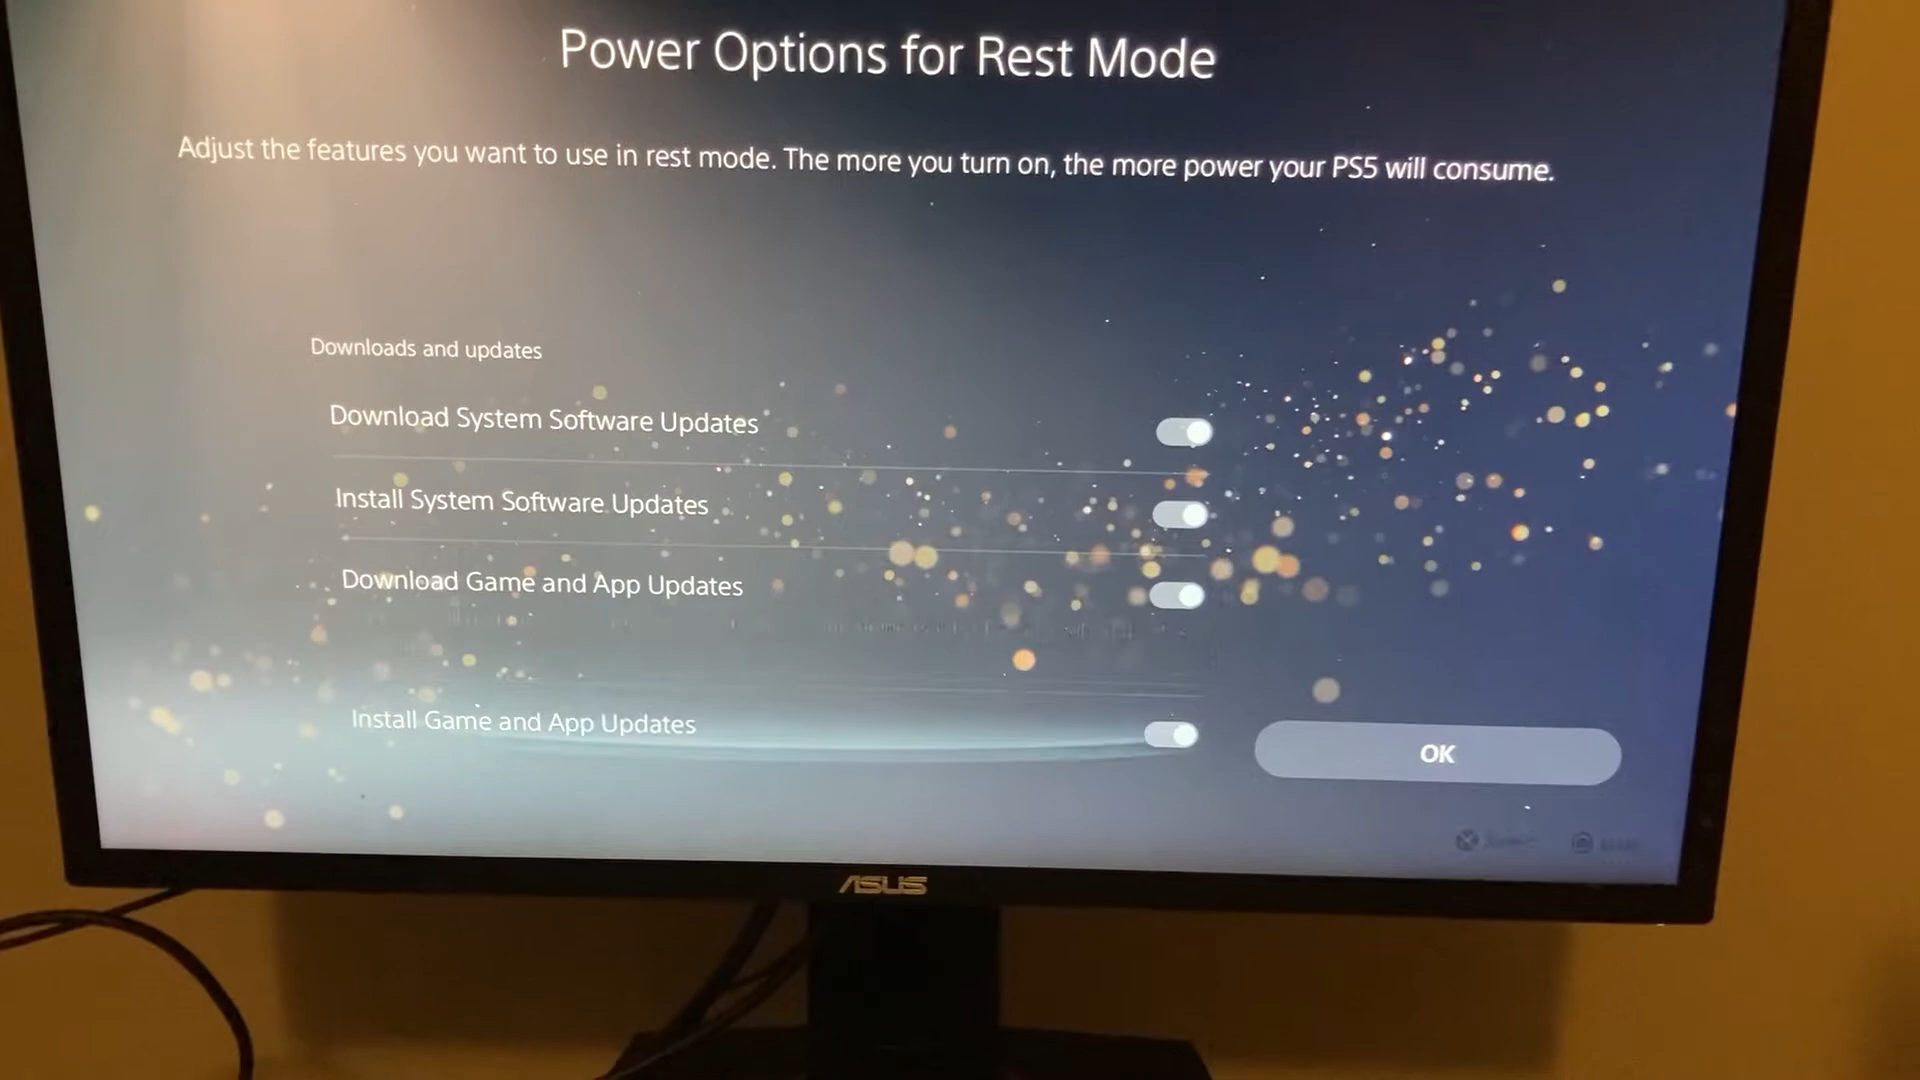 Power Options for Rest Mode
Adjust the features you want to use in rest mode. The more you turn on, the more power your PS5 will consume.
Downloads and updates
Download System Software Updates
Install System Software Updates
Download Game and App Updates
Install Game and App Updates
OK
ASUS